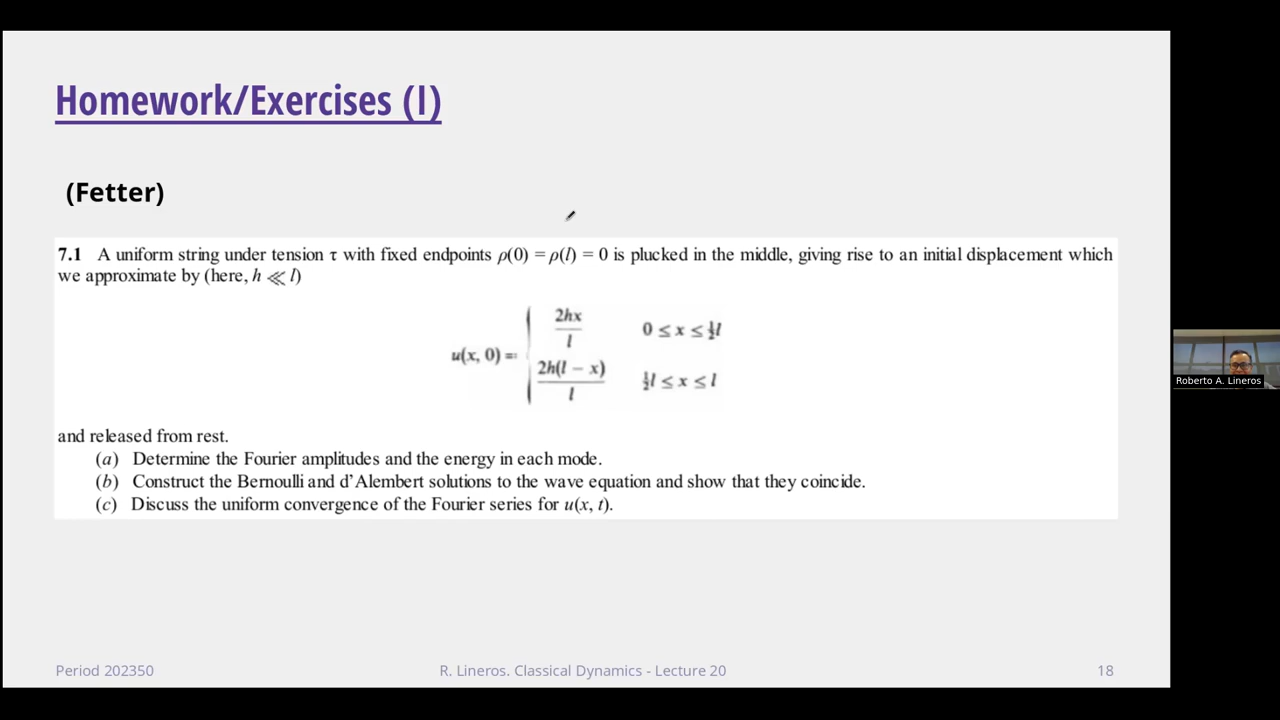 Homework/Exercises (I)
(Fetter)
7.1 A uniform string under tension τ with fixed endpoints ρ(0) = ρ(l) = 0 is plucked in the middle, giving rise to an initial displacement which
we approximate by (here, h ≪ l)
u(x, 0) = { 2hx / l    0 ≤ x ≤ ½l
2h(l − x) / l    ½l ≤ x ≤ l
and released from rest.
(a) Determine the Fourier amplitudes and the energy in each mode.
(b) Construct the Bernoulli and d'Alembert solutions to the wave equation and show that they coincide.
(c) Discuss the uniform convergence of the Fourier series for u(x, t).
Roberto A. Lineros
Period 202350
R. Lineros. Classical Dynamics - Lecture 20
18